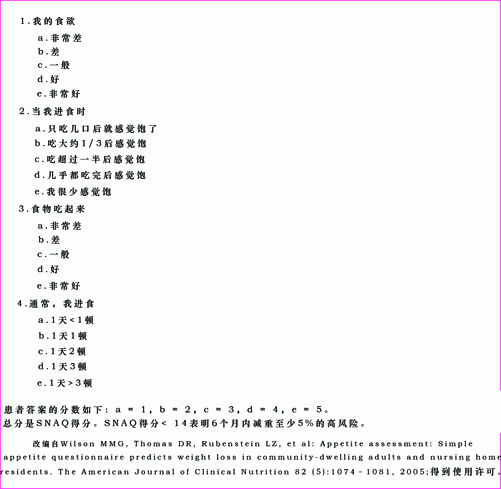 1.我的食欲
a.非常差
b.差
c.一般
d.好
e.非常好
2.当我进食时
a.只吃几口后就感觉饱了
b.吃大约1/3后感觉饱
c.吃超过一半后感觉饱
d.几乎都吃完后感觉饱
e.我很少感觉饱
3.食物吃起来
a.非常差
b.差
c.一般
d.好
e.非常好
4.通常，我进食
a.1天<1顿
b.1天1顿
c.1天2顿
d.1天3顿
e.1天>3顿
患者答案的分数如下：a = 1，b = 2，c = 3，d = 4，e = 5。
总分是SNAQ得分。SNAQ得分< 14表明6个月内减重至少5%的高风险。
改编自Wilson MMG, Thomas DR, Rubenstein LZ, et al: Appetite assessment: Simple
appetite questionnaire predicts weight loss in community-dwelling adults and nursing home
residents. The American Journal of Clinical Nutrition 82 (5):1074–1081, 2005;得到使用许可。